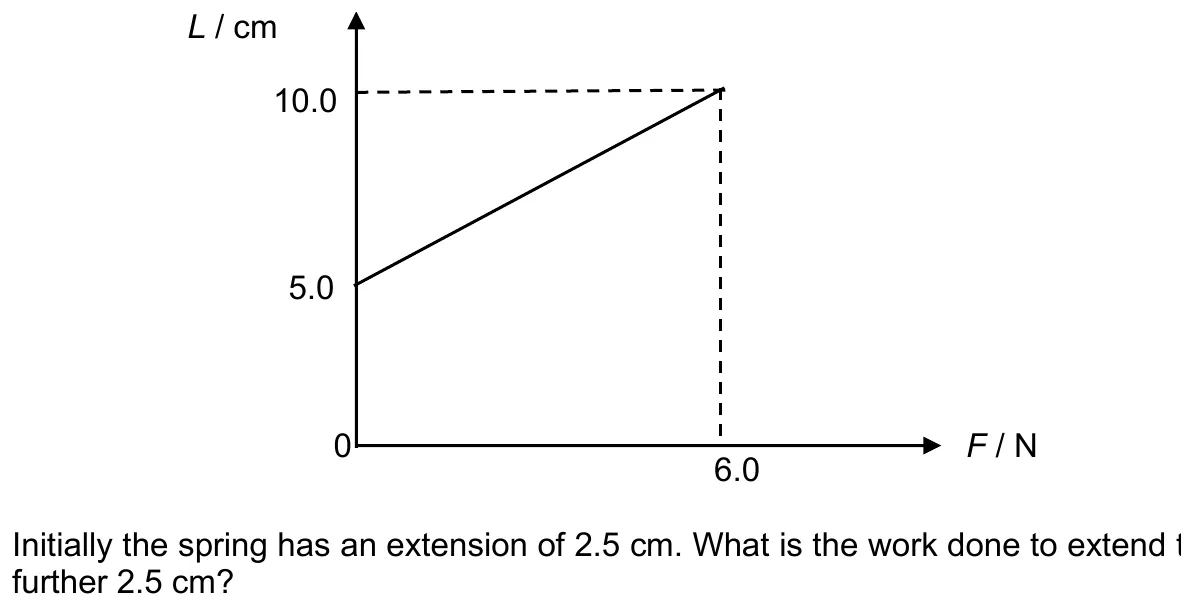 L / cm
10.0
5.0
0
F / N
6.0
Initially the spring has an extension of 2.5 cm. What is the work done to extend
further 2.5 cm?